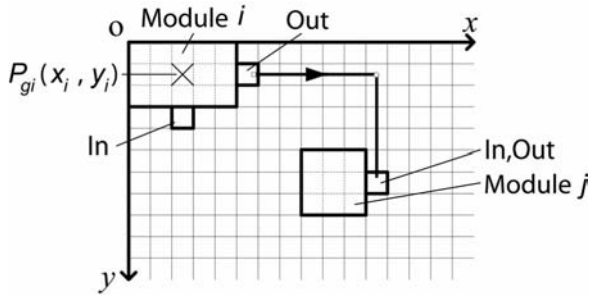 o
Module i
Out
x
P_gi (x_i , y_i)
In
In,Out
Module j
y